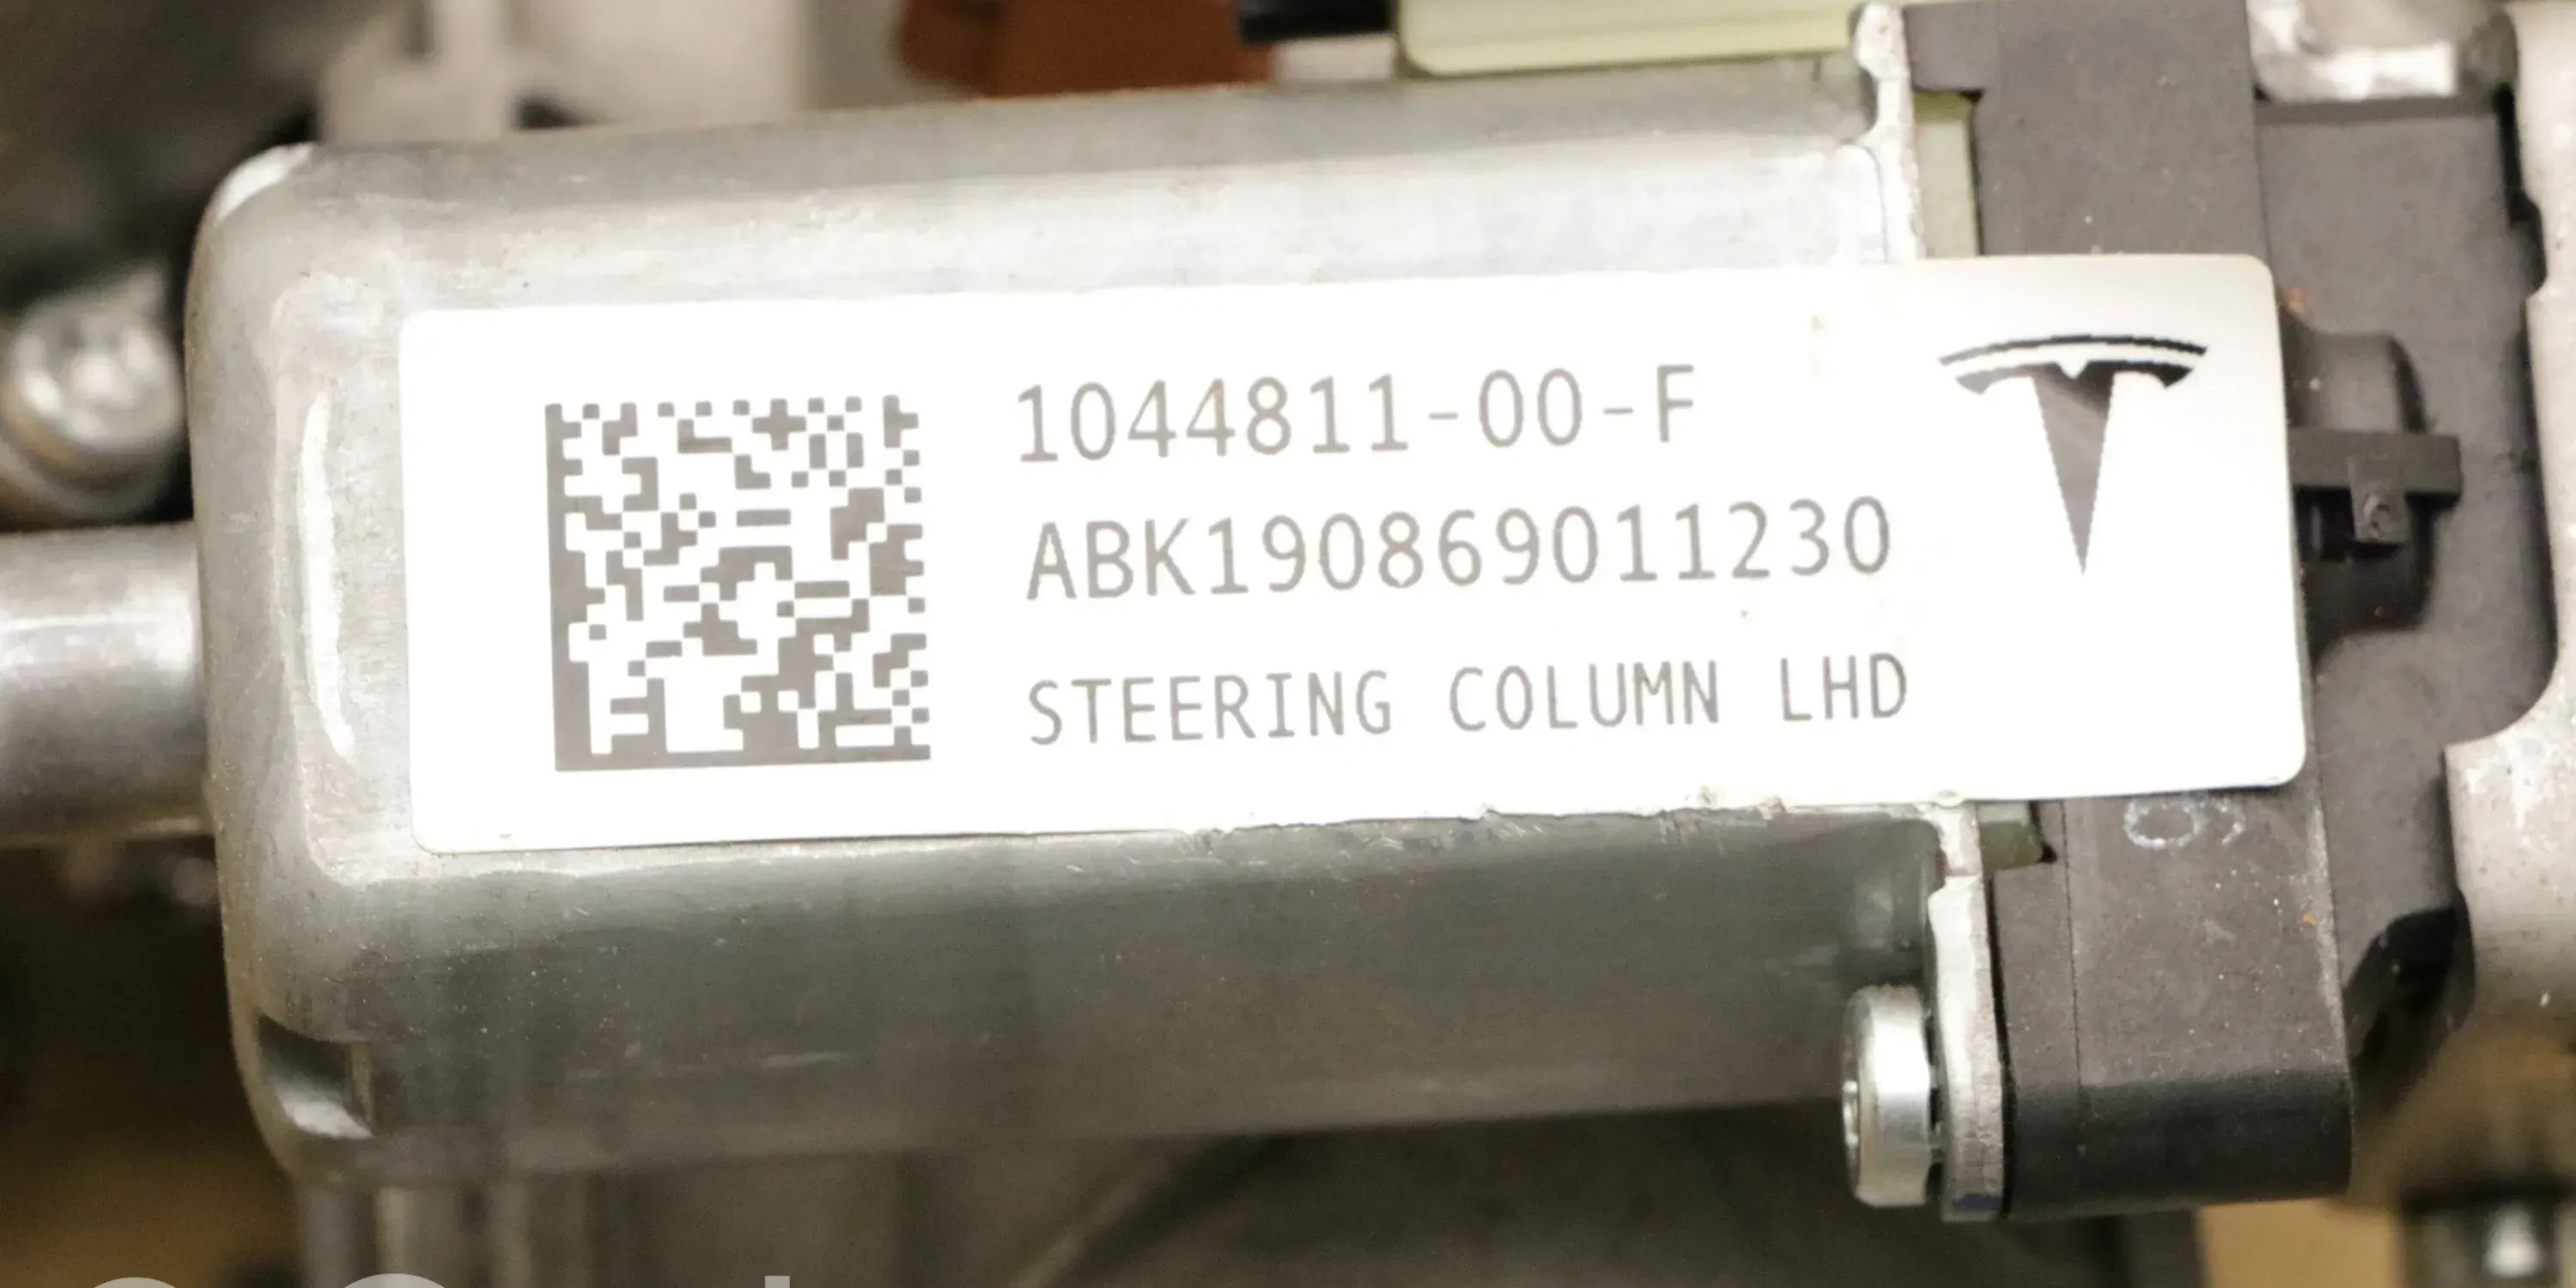 1044811-00-F
ABK190869011230
STEERING COLUMN LHD